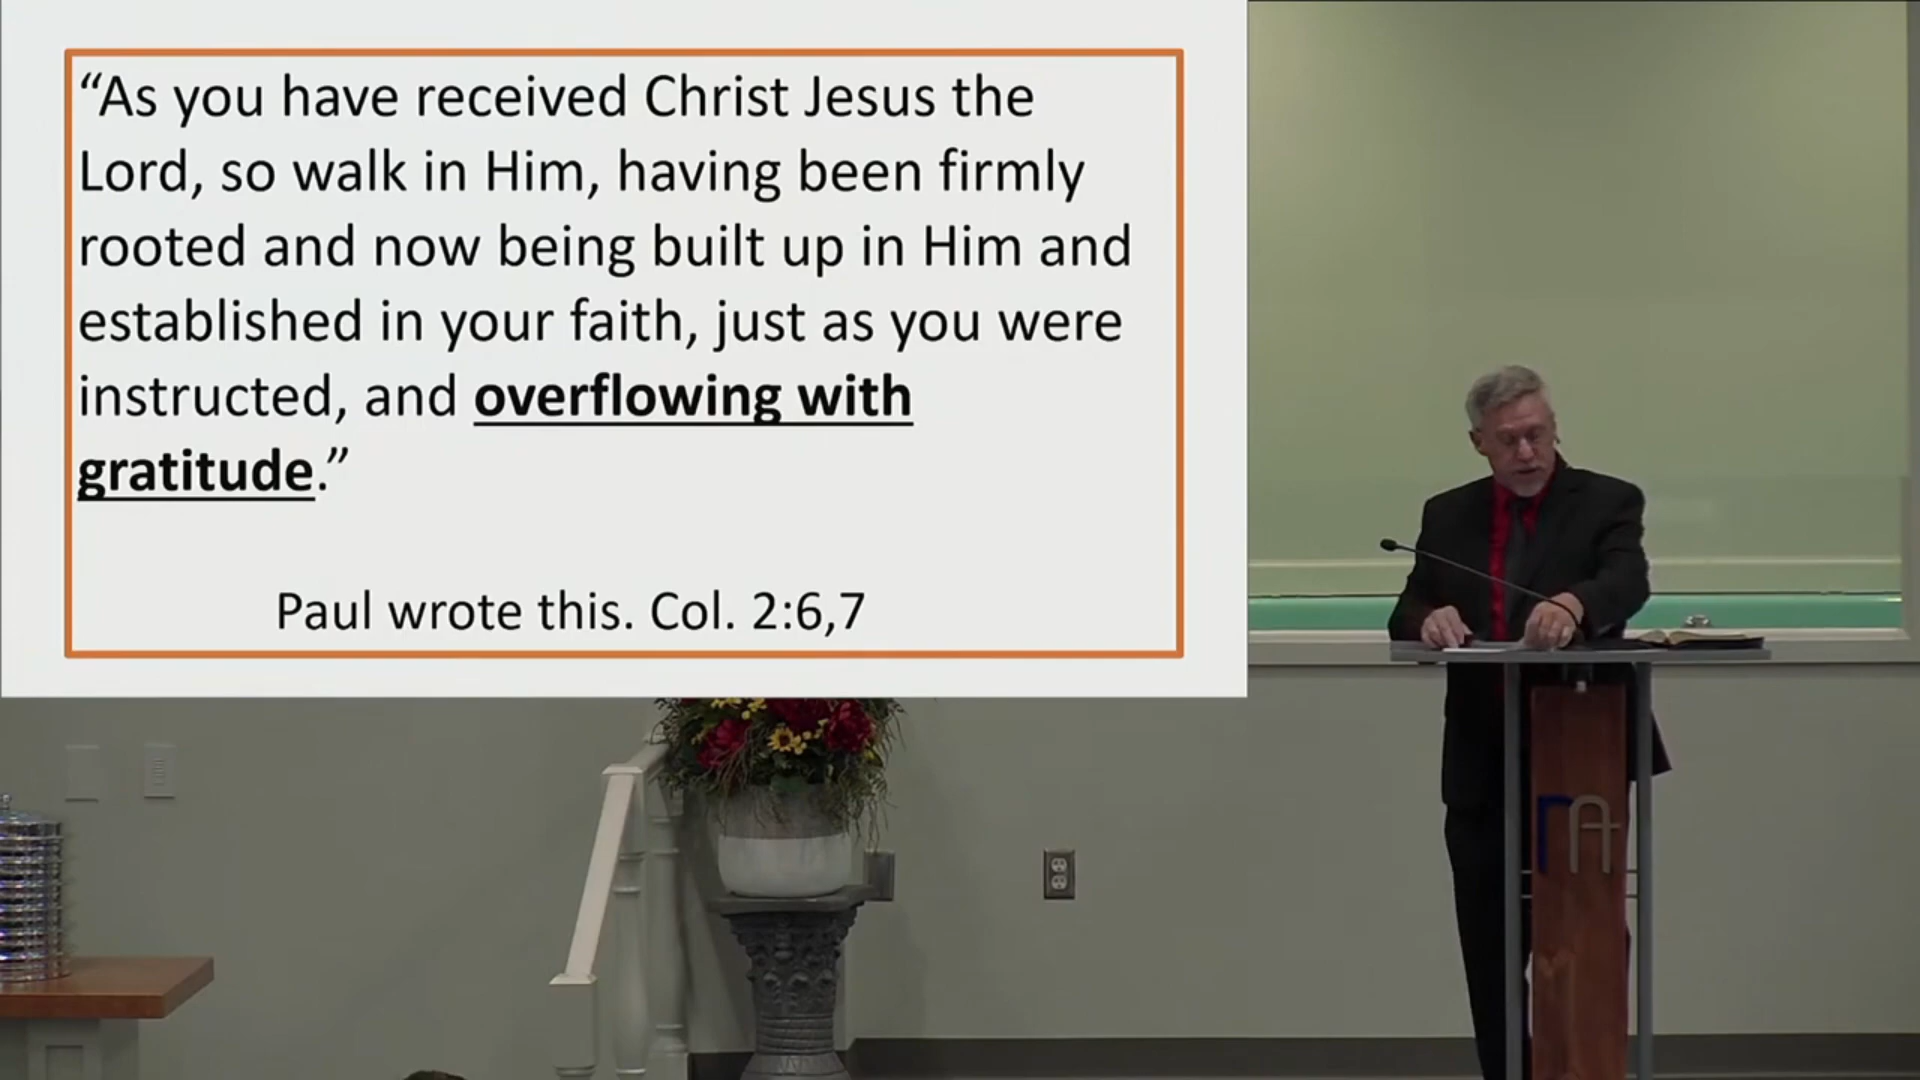 “As you have received Christ Jesus the
Lord, so walk in Him, having been firmly
rooted and now being built up in Him and
established in your faith, just as you were
instructed, and overflowing with
gratitude.”
Paul wrote this. Col. 2:6,7